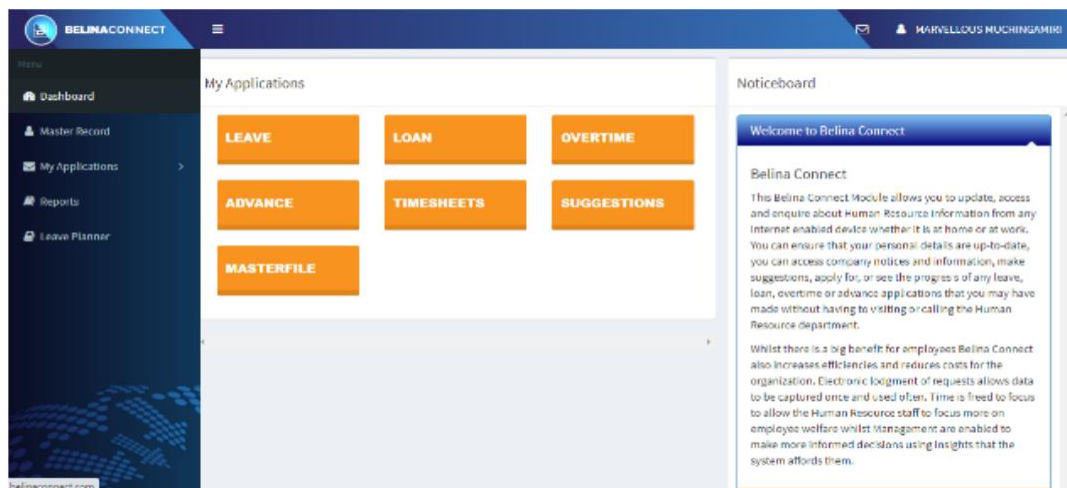 BELINACONNECT
MARVELLOUS MUCHINGAMIRI
Menu
Dashboard
Master Record
My Applications
Reports
Leave Planner
belinaconnect.com
My Applications
LEAVE
LOAN
OVERTIME
ADVANCE
TIMESHEETS
SUGGESTIONS
MASTERFILE
Noticeboard
Welcome to Belina Connect
Belina Connect
This Belina Connect Module allows you to update, access
and enquire about Human Resource information from any
internet enabled device whether it is at home or at work.
You can ensure that your personal details are up-to-date,
you can access company notices and information, make
suggestions, apply for, or see the progress of any leave,
loan, overtime or advance applications that you may have
made without having to visiting or calling the Human
Resource department.
Whilst there is a big benefit for employees Belina Connect
also increases efficiencies and reduces costs for the
organization. Electronic lodgment of requests allows data
to be captured once and used often. Time is freed to focus
to allow the Human Resource staff to focus more on
employee welfare whilst Management are enabled to
make more informed decisions using insights that the
system affords them.